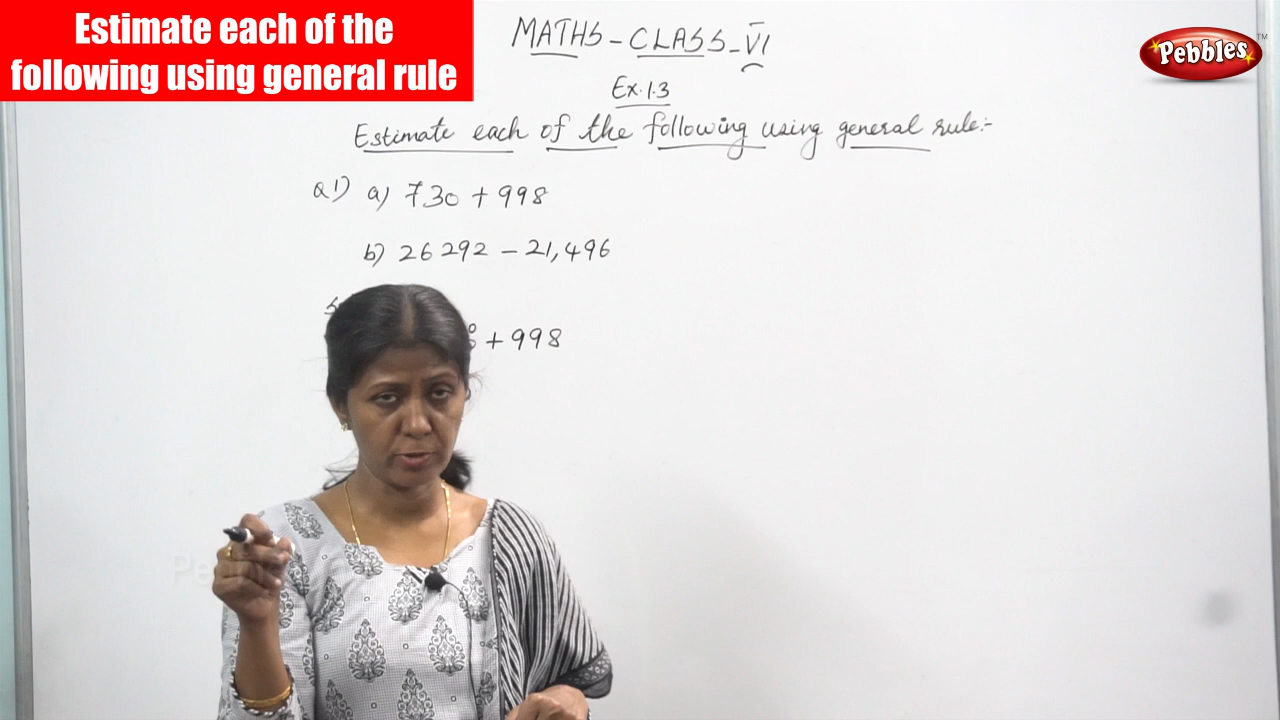 Estimate each of the
following using general rule
MATHS - CLASS - VI
Pebbles TM
Ex. 1.3
Estimate each of the following using general rule:-
Q1) a) 730 + 998
b) 26 292 - 21,496
+ 998